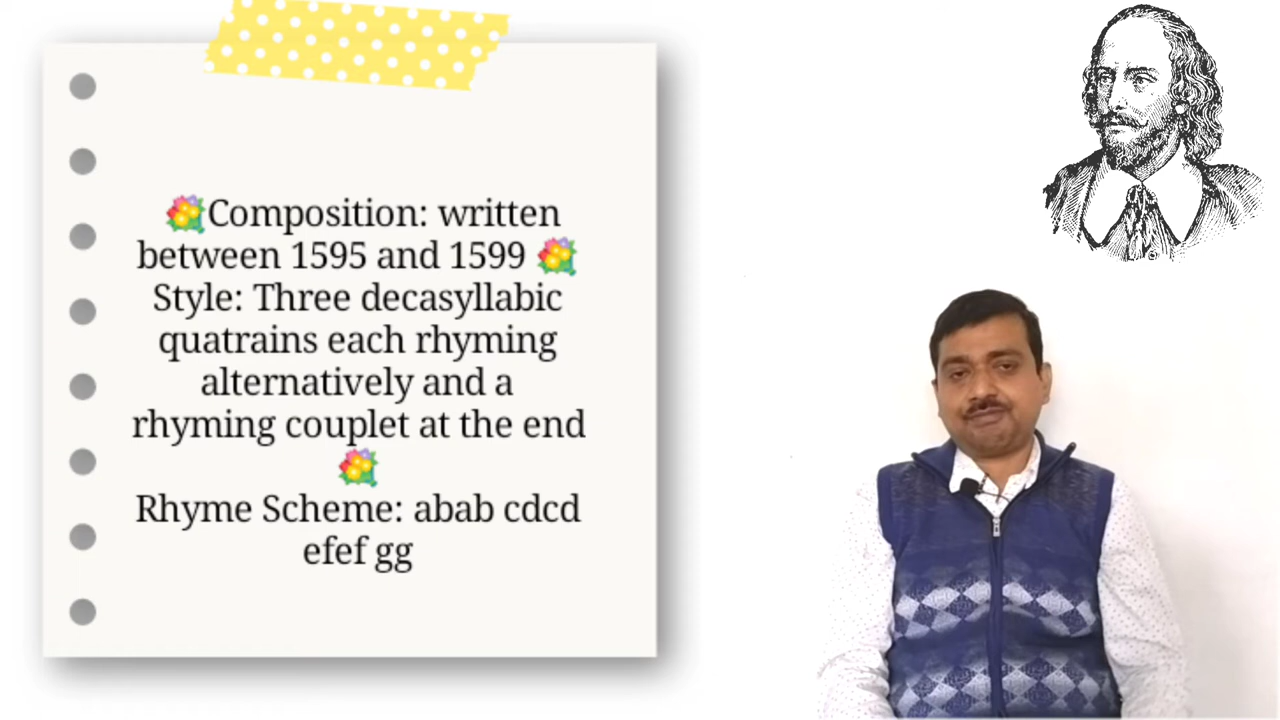 💐Composition: written
between 1595 and 1599 💐
Style: Three decasyllabic
quatrains each rhyming
alternatively and a
rhyming couplet at the end
💐
Rhyme Scheme: abab cdcd
efef gg